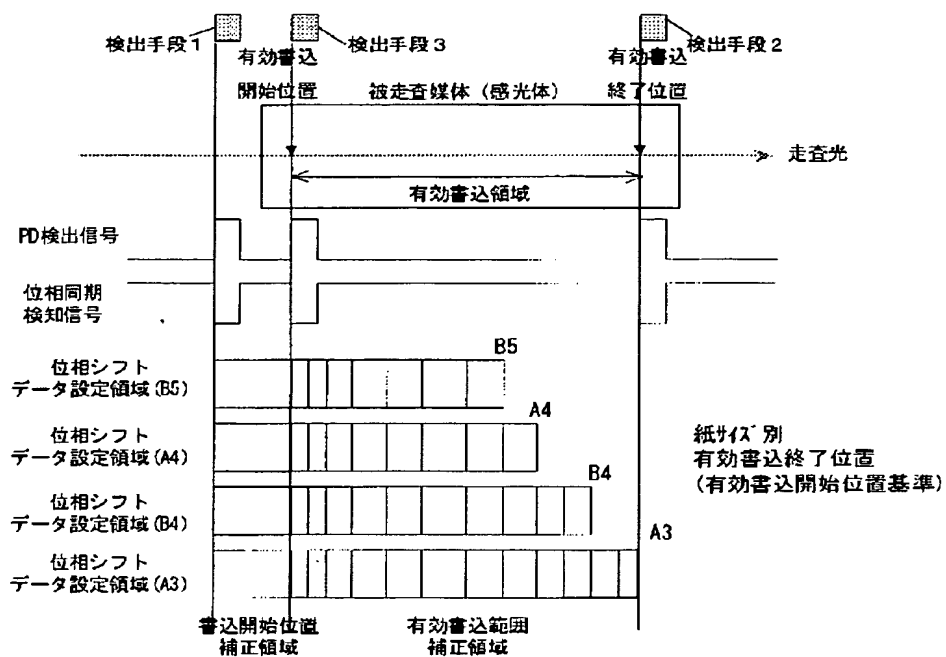 検出手段1
検出手段3
検出手段2
有効書込
開始位置
被走査媒体(感光体)
有効書込
終了位置
走査光
有効書込領域
PD検出信号
位相同期
検知信号
B5
位相シフト
データ設定領域(B5)
A4
位相シフト
データ設定領域(A4)
紙サイズ別
有効書込終了位置
(有効書込開始位置基準)
B4
位相シフト
データ設定領域(B4)
A3
位相シフト
データ設定領域(A3)
書込開始位置
補正領域
有効書込範囲
補正領域